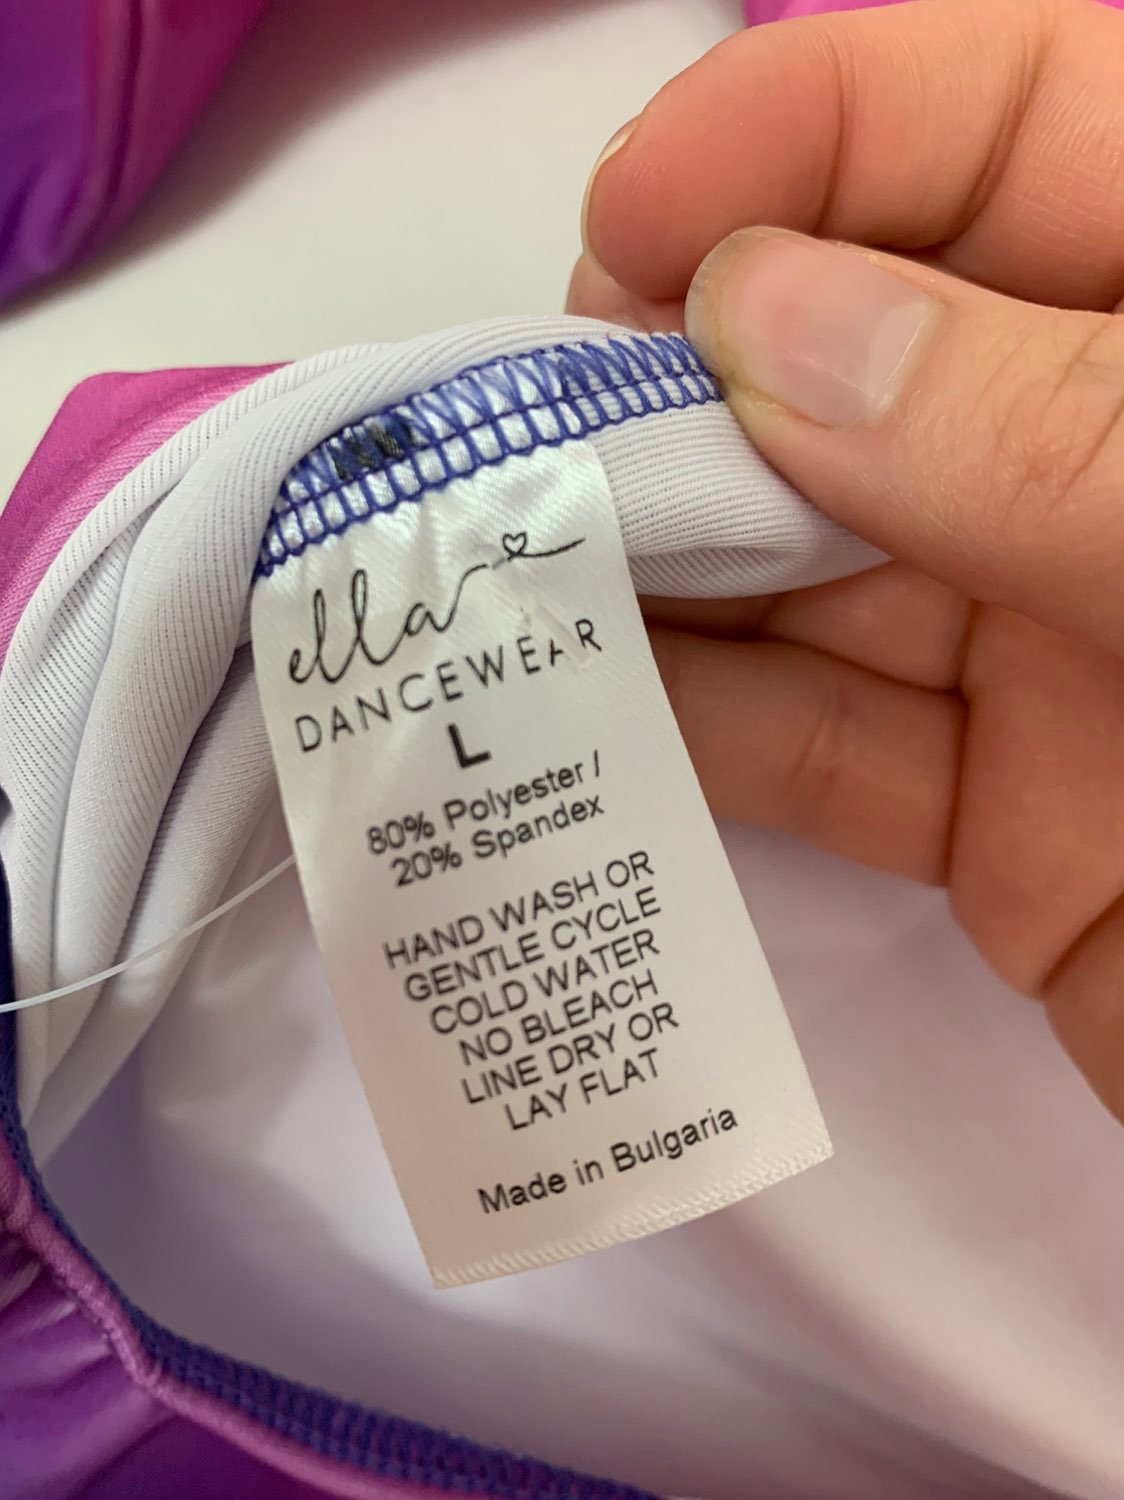 ella
DANCEWEAR
L
80% Polyester /
20% Spandex
HAND WASH OR
GENTLE CYCLE
COLD WATER
NO BLEACH
LINE DRY OR
LAY FLAT
Made in Bulgaria